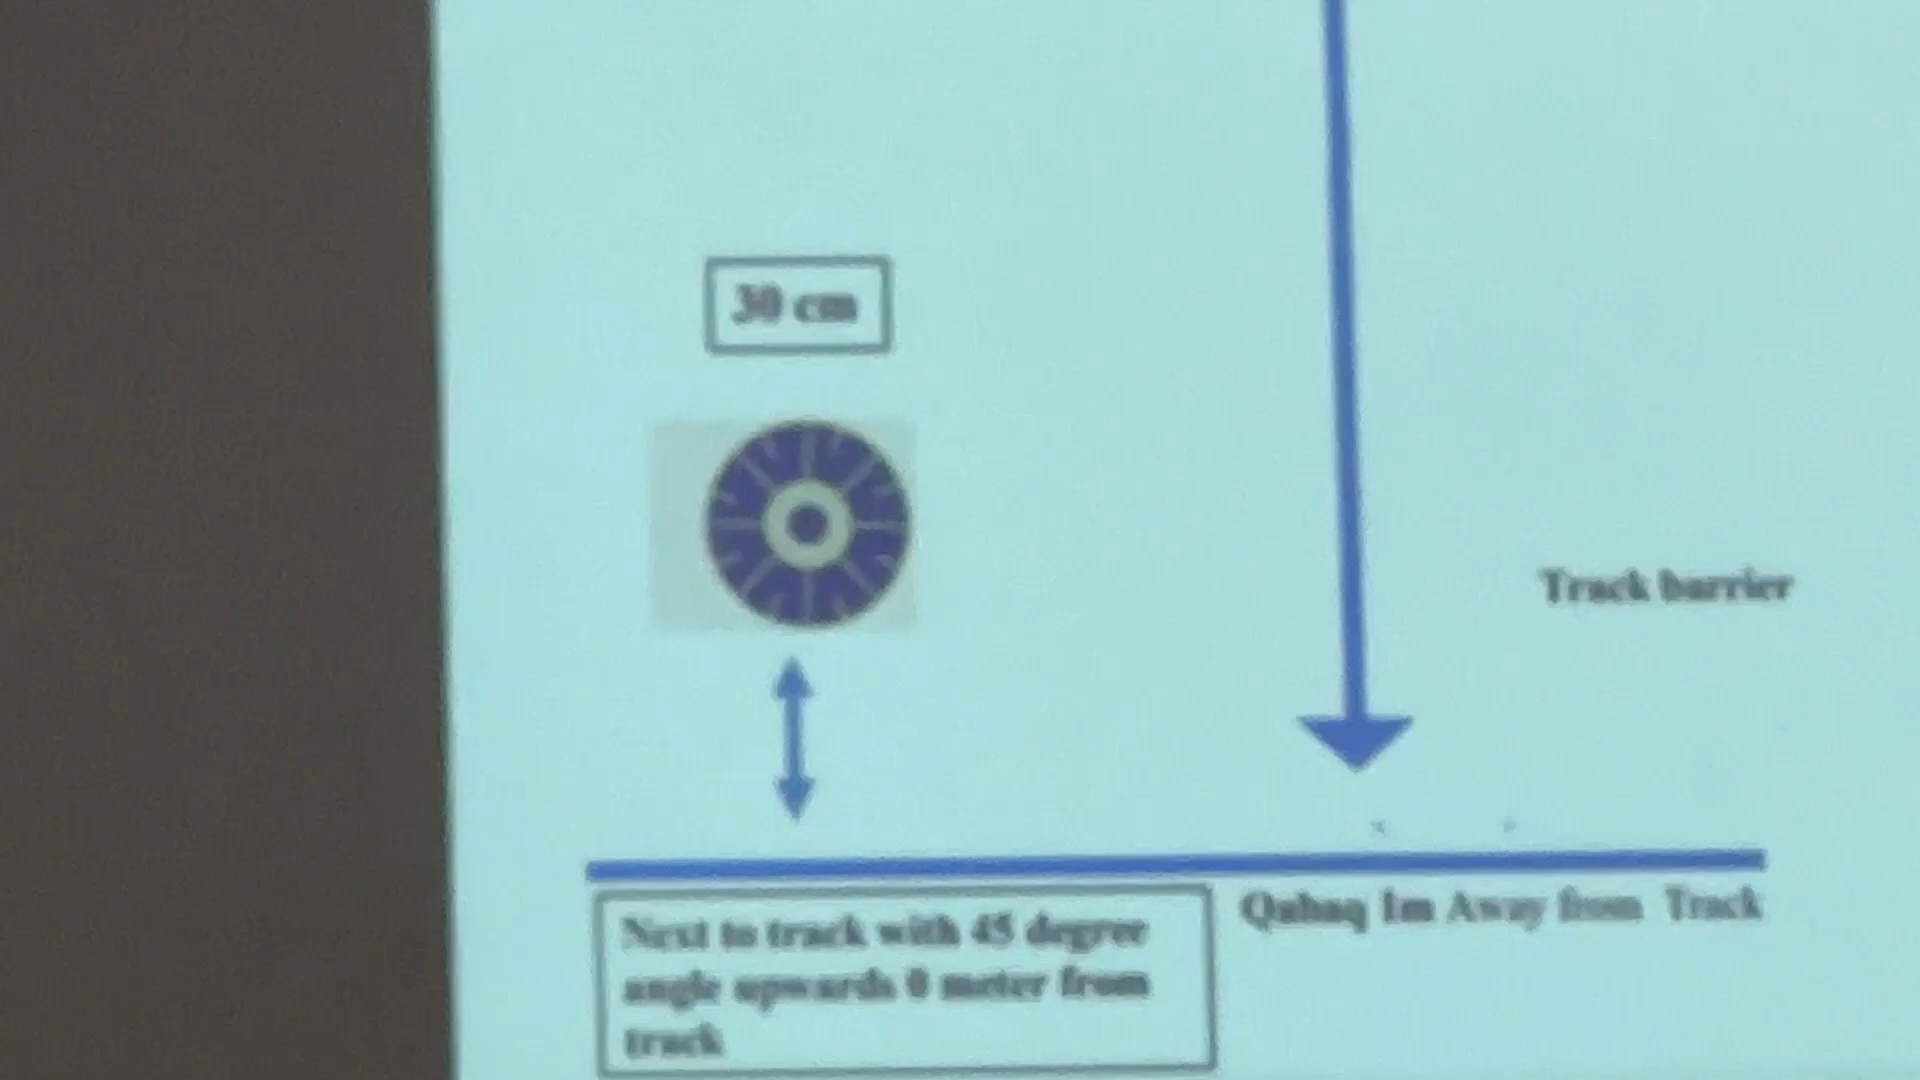 30 cm
Track barrier
Qabaq 1m Away from Track
Next to track with 45 degree
angle upwards 0 meter from
track